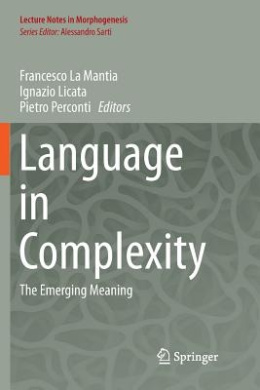 Lecture Notes in Morphogenesis
Series Editor: Alessandro Sarti
Francesco La Mantia
Ignazio Licata
Pietro Perconti Editors
Language
in
Complexity
The Emerging Meaning
Springer